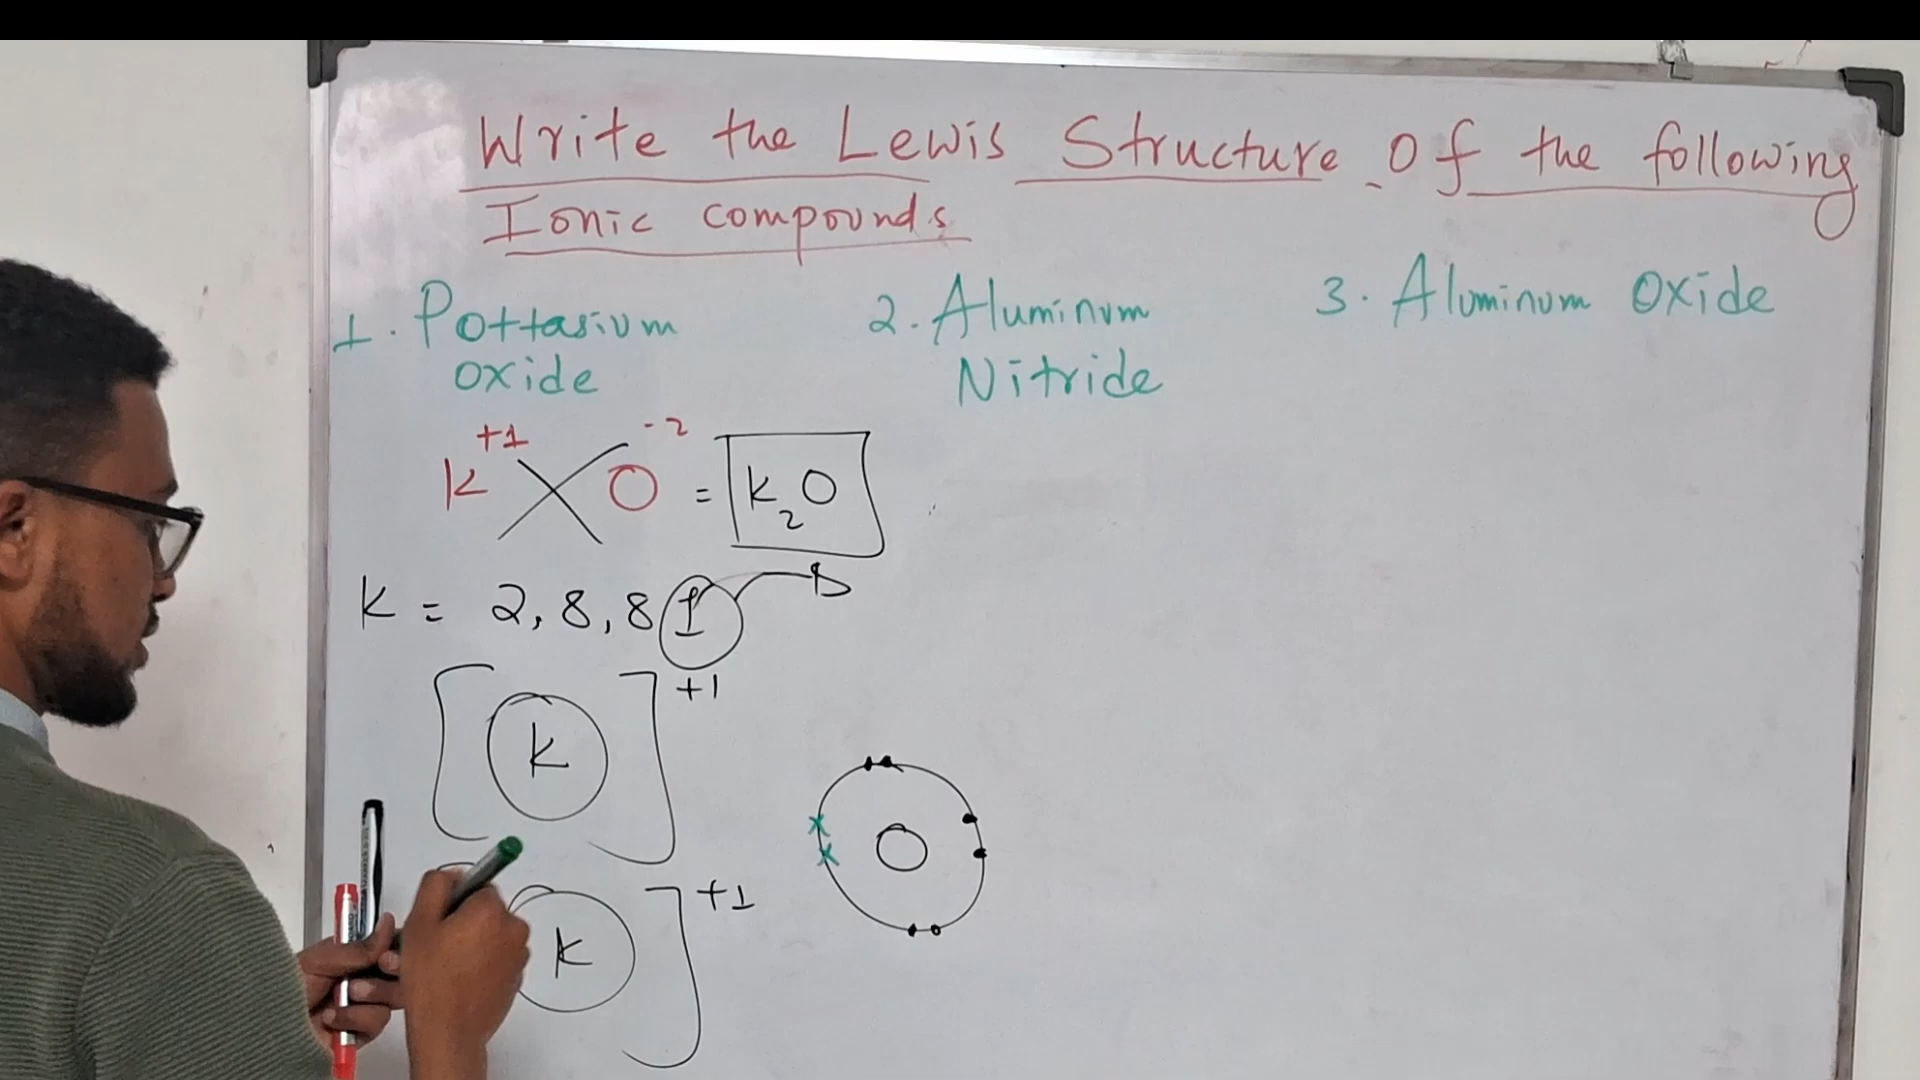 Write the Lewis Structure Of the following
Ionic compounds
1. Pottasium
oxide
2. Aluminum
Nitride
3. Aluminum Oxide
K +1 O -2 = K2O
K = 2, 8, 8 1
K +1
O
K +1